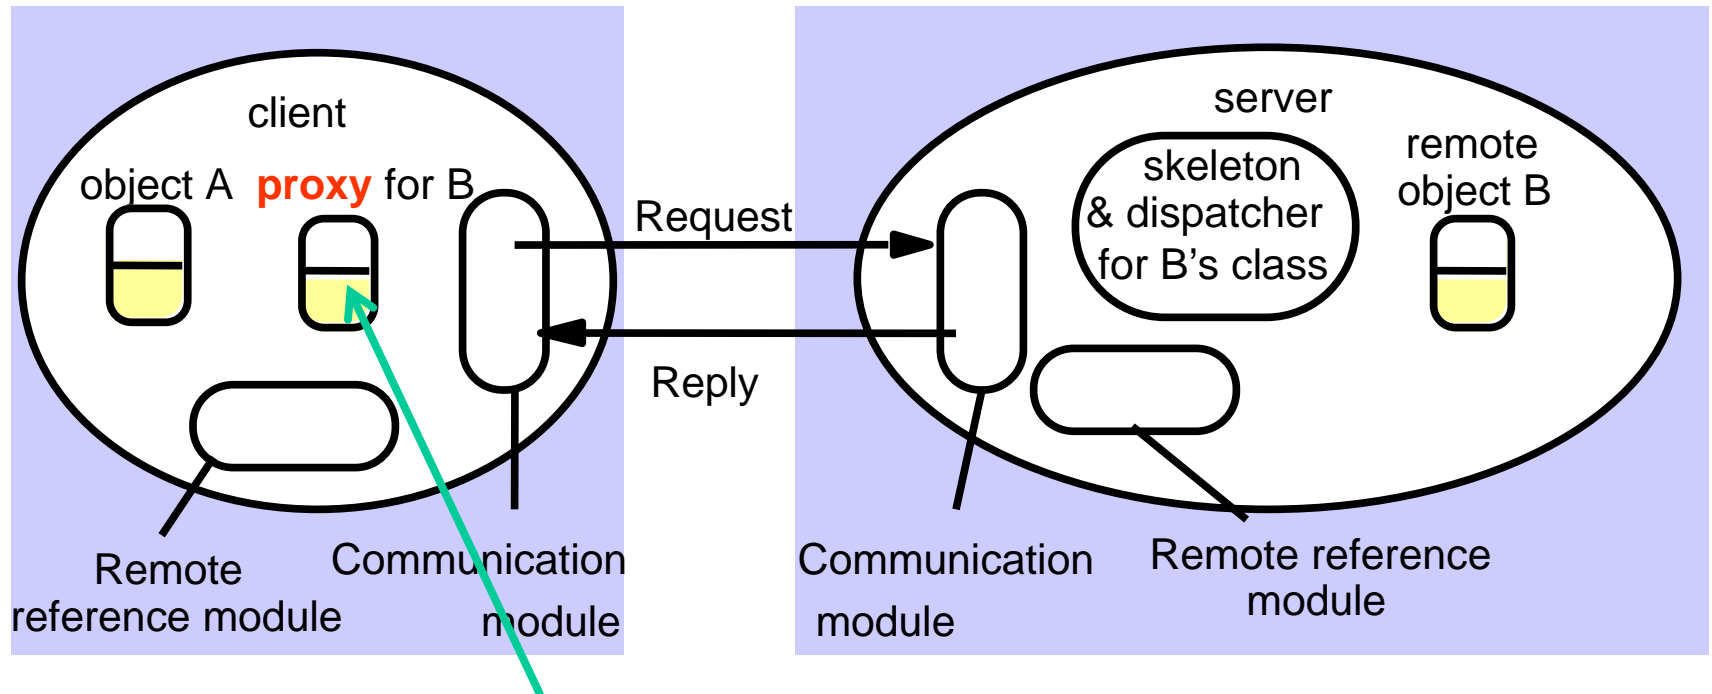 client
object A proxy for B
Request
Reply
Remote
reference module
Communication
module
server
skeleton
& dispatcher
for B's class
remote
object B
Communication
module
Remote reference
module